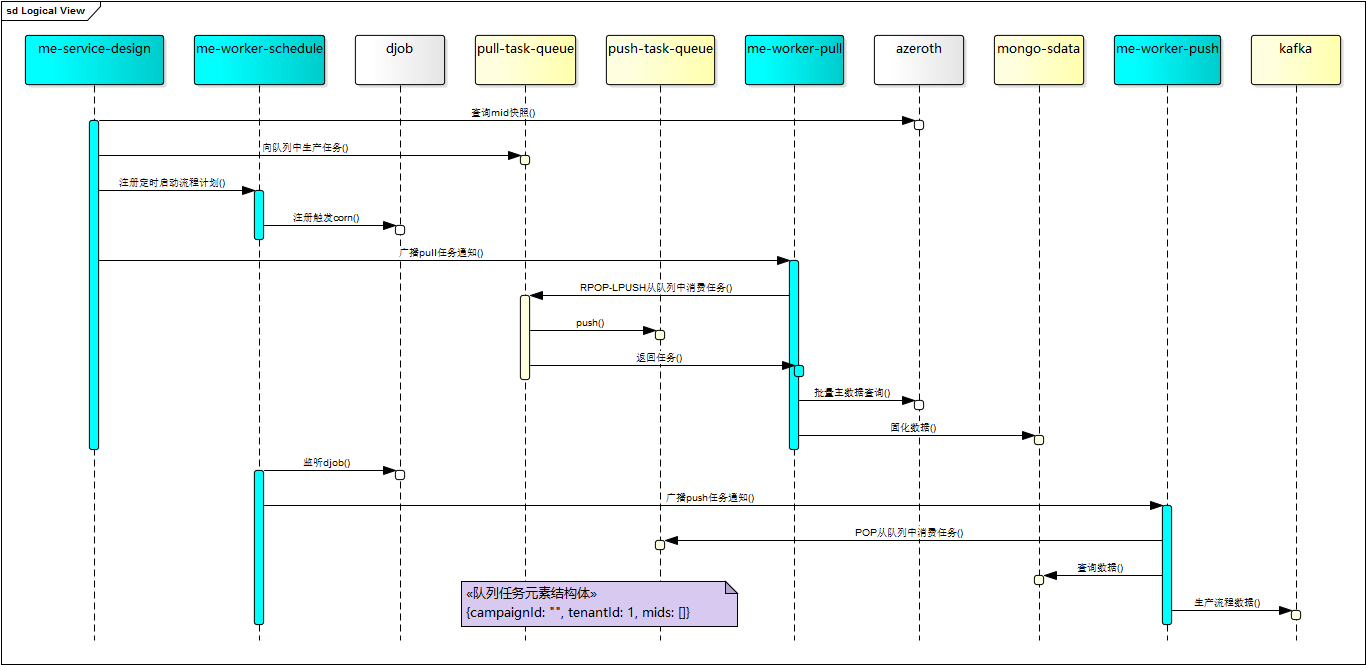 sd Logical View
me-service-design
me-worker-schedule
djob
pull-task-queue
push-task-queue
me-worker-pull
azeroth
mongo-sdata
me-worker-push
kafka
查询mid快照()
向队列中生产任务()
注册定时启动流程计划()
注册触发corn()
广播pull任务通知()
RPOP-LPUSH从队列中消费任务()
push()
返回任务()
批量主数据查询()
固化数据()
监听djob()
广播push任务通知()
POP从队列中消费任务()
查询数据()
生产流程数据()
«队列任务元素结构体»
{campaignId: "", tenantId: 1, mids: []}